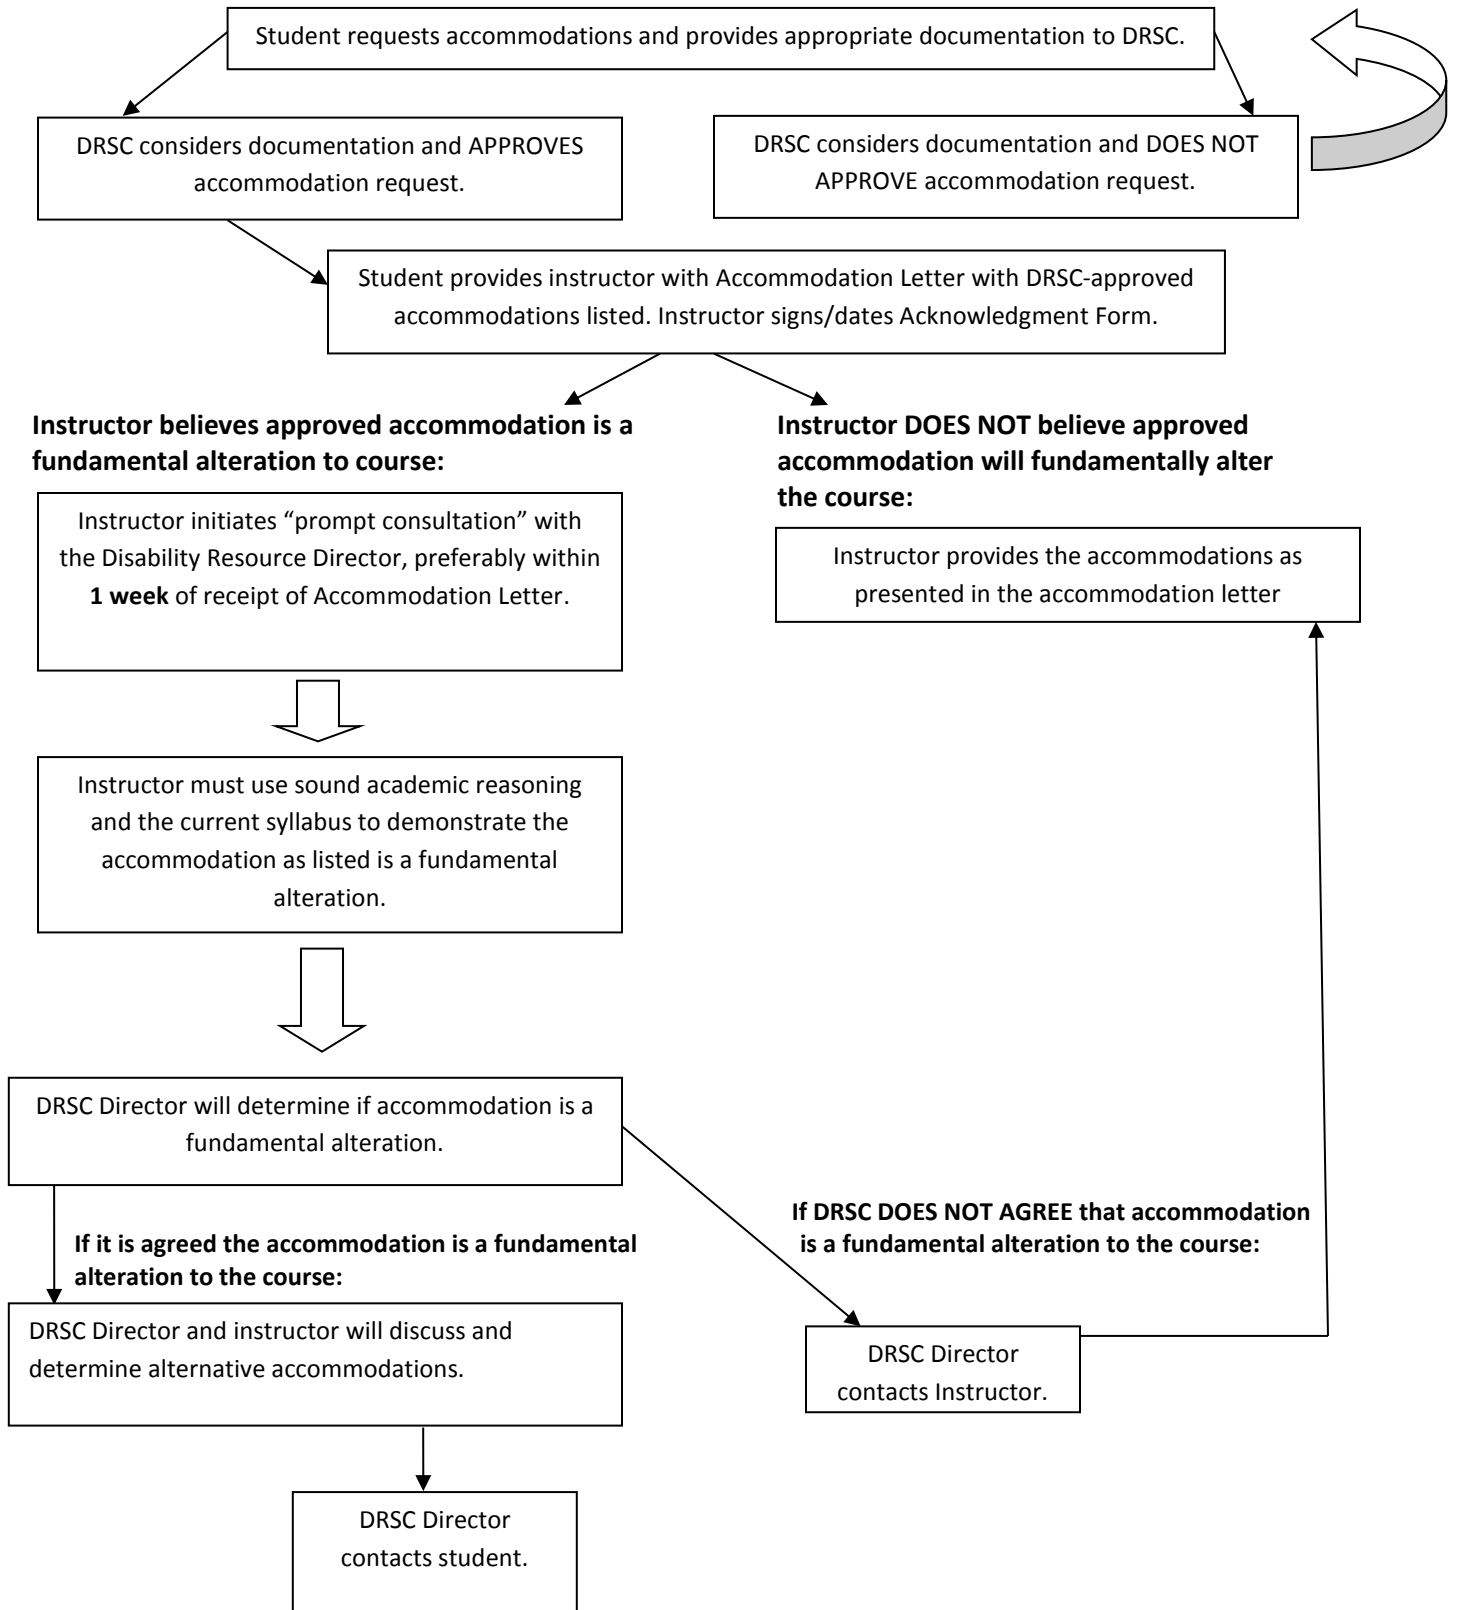 Student requests accommodations and provides appropriate documentation to DRSC.
DRSC considers documentation and APPROVES
accommodation request.
DRSC considers documentation and DOES NOT
APPROVE accommodation request.
Student provides instructor with Accommodation Letter with DRSC-approved
accommodations listed. Instructor signs/dates Acknowledgment Form.
Instructor believes approved accommodation is a
fundamental alteration to course:
Instructor DOES NOT believe approved
accommodation will fundamentally alter
the course:
Instructor initiates “prompt consultation” with
the Disability Resource Director, preferably within
1 week of receipt of Accommodation Letter.
Instructor provides the accommodations as
presented in the accommodation letter
Instructor must use sound academic reasoning
and the current syllabus to demonstrate the
accommodation as listed is a fundamental
alteration.
DRSC Director will determine if accommodation is a
fundamental alteration.
If it is agreed the accommodation is a fundamental
alteration to the course:
If DRSC DOES NOT AGREE that accommodation
is a fundamental alteration to the course:
DRSC Director and instructor will discuss and
determine alternative accommodations.
DRSC Director
contacts Instructor.
DRSC Director
contacts student.